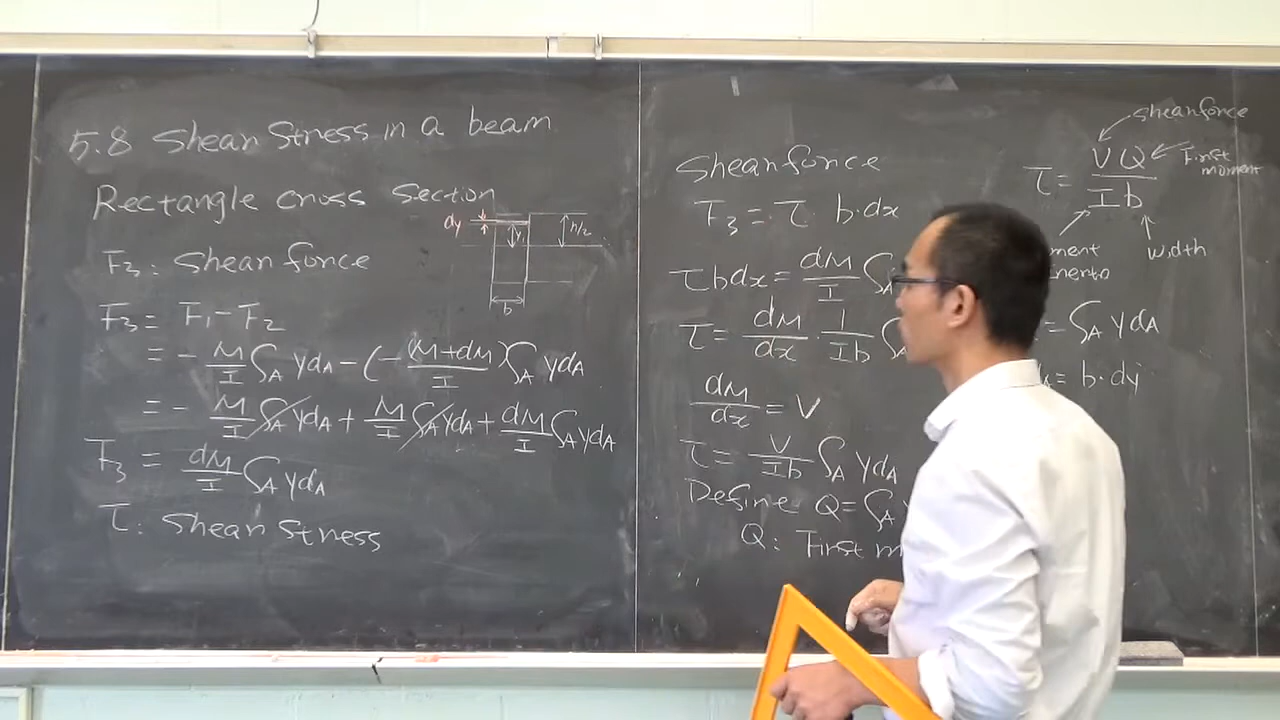 5.8 Shear Stress in a beam
Rectangle cross section
dy
y
h/2
b
F3: Shear force
F3 = F1 - F2
= - M/I ∫A ydA - (- (M+dM)/I) ∫A ydA
= - M/I ∫A ydA + M/I ∫A ydA + dM/I ∫A ydA
F3 = dM/I ∫A ydA
τ: Shear Stress
Shear force
F3 = τ b·dx
τbdx = dM/I ∫
τ = dM/dx · 1/Ib ∫
dM/dx = V
τ = V/Ib ∫A ydA
Define Q = ∫A
Q: First m
shear force
τ = VQ/Ib
First
moment
width
= ∫A ydA
= b·dy